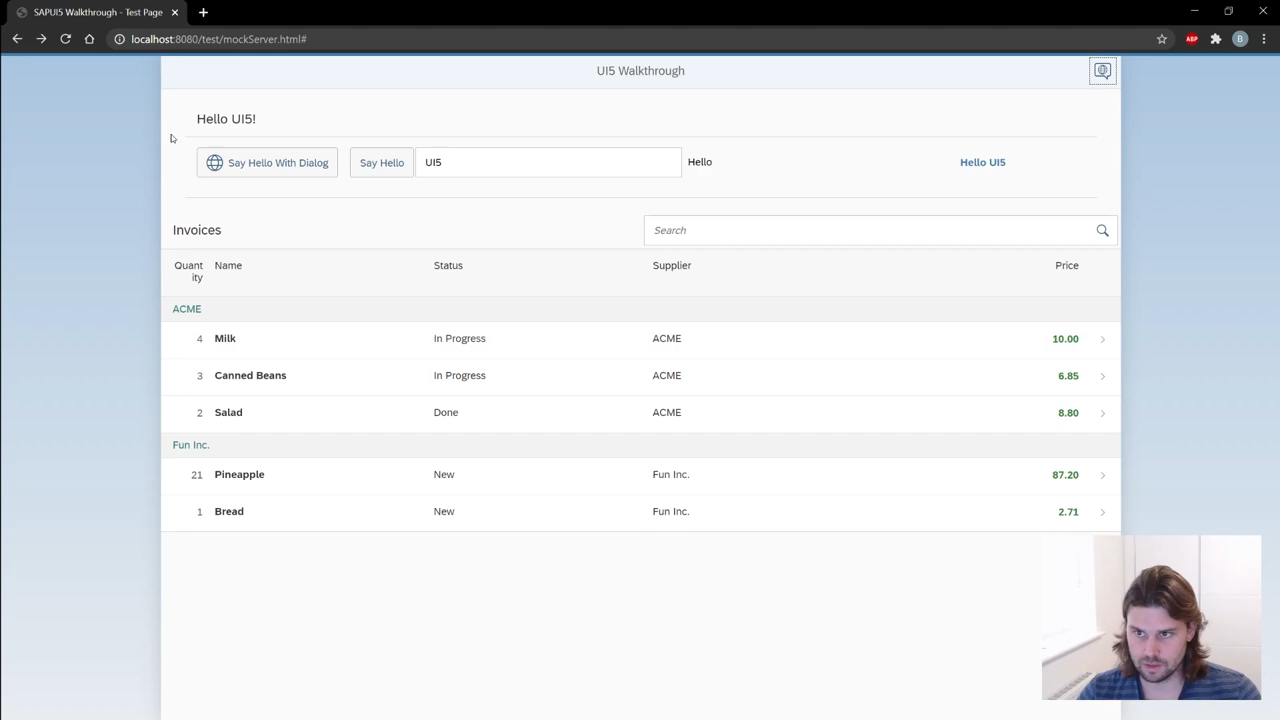 SAPUI5 Walkthrough - Test Page
localhost:8080/test/mockServer.html#
ABP
B
UI5 Walkthrough
Hello UI5!
Say Hello With Dialog
Say Hello
UI5
Hello
Hello UI5
Invoices
Search
Quant
ity
Name
Status
Supplier
Price
ACME
4 Milk In Progress ACME 10.00
3 Canned Beans In Progress ACME 6.85
2 Salad Done ACME 8.80
Fun Inc.
21 Pineapple New Fun Inc. 87.20
1 Bread New Fun Inc. 2.71